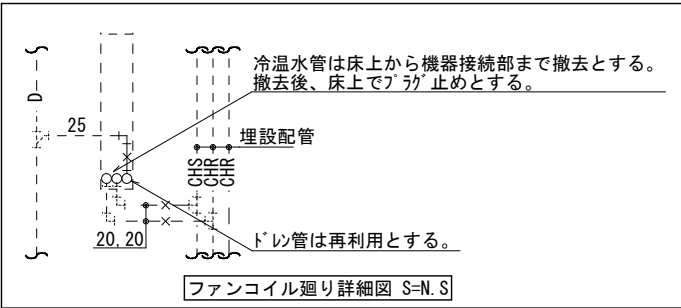 冷温水管は床上から機器接続部まで撤去とする。
撤去後、床上でプラグ止めとする。
D
25
埋設配管
CHS
CHR
CHR
20,20
ドレン管は再利用とする。
ファンコイル廻り詳細図 S=N.S